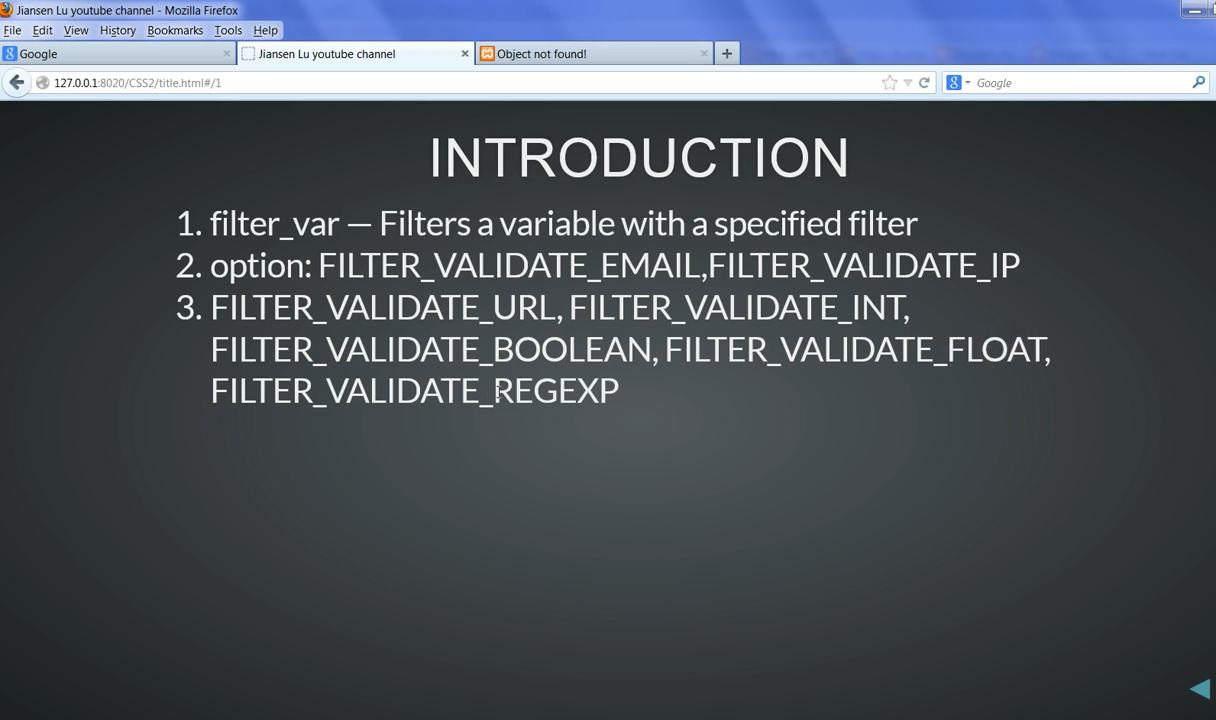 Jiansen Lu youtube channel - Mozilla Firefox
File Edit View History Bookmarks Tools Help
Google
Jiansen Lu youtube channel
Object not found!
127.0.0.1:8020/CSS2/title.html#/1
Google
INTRODUCTION
1. filter_var — Filters a variable with a specified filter
2. option: FILTER_VALIDATE_EMAIL,FILTER_VALIDATE_IP
3. FILTER_VALIDATE_URL, FILTER_VALIDATE_INT,
FILTER_VALIDATE_BOOLEAN, FILTER_VALIDATE_FLOAT,
FILTER_VALIDATE_REGEXP